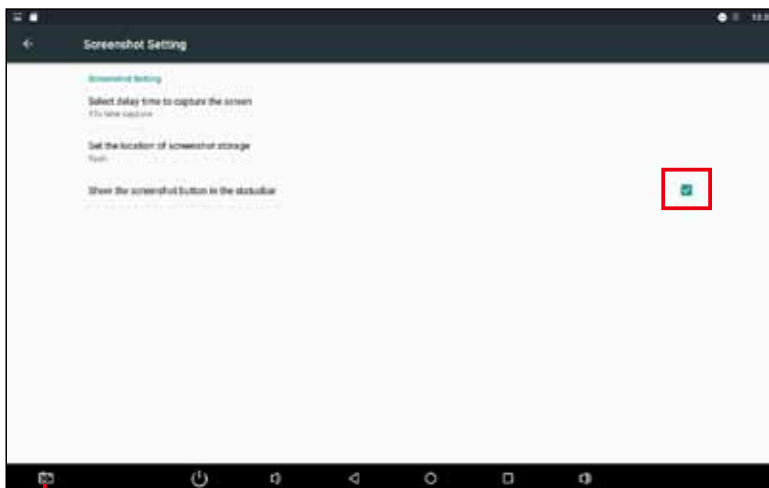 Screenshot Setting
Screenshot Setting
Select delay time to capture the screen
Set the location of screenshot storage
flash
Show the screenshot button in the statusbar